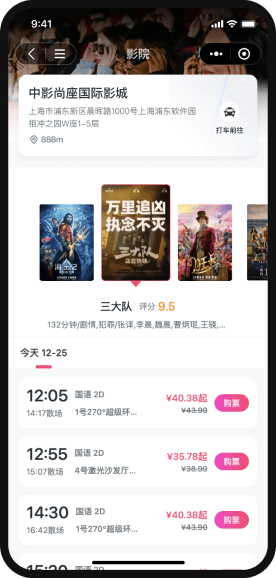 9:41
影院
中影尚座国际影城
上海市浦东新区晨晖路1000号上海浦东软件园
祖冲之园W座1-5层
888m
打车前往
万里追凶
执念不灭
三大队
正在热映
三大队 评分 9.5
132分钟/剧情,犯罪/张译,李晨,魏晨,曹炳琨,王骁,...
今天 12-25
12:05 国语 2D ¥40.38起 购票
14:17散场 1号270°超级环... ¥43.90
12:55 国语 2D ¥35.78起 购票
15:07散场 4号激光沙发厅... ¥38.90
14:30 国语 2D ¥40.38起 购票
16:42散场 1号270°超级环... ¥43.90